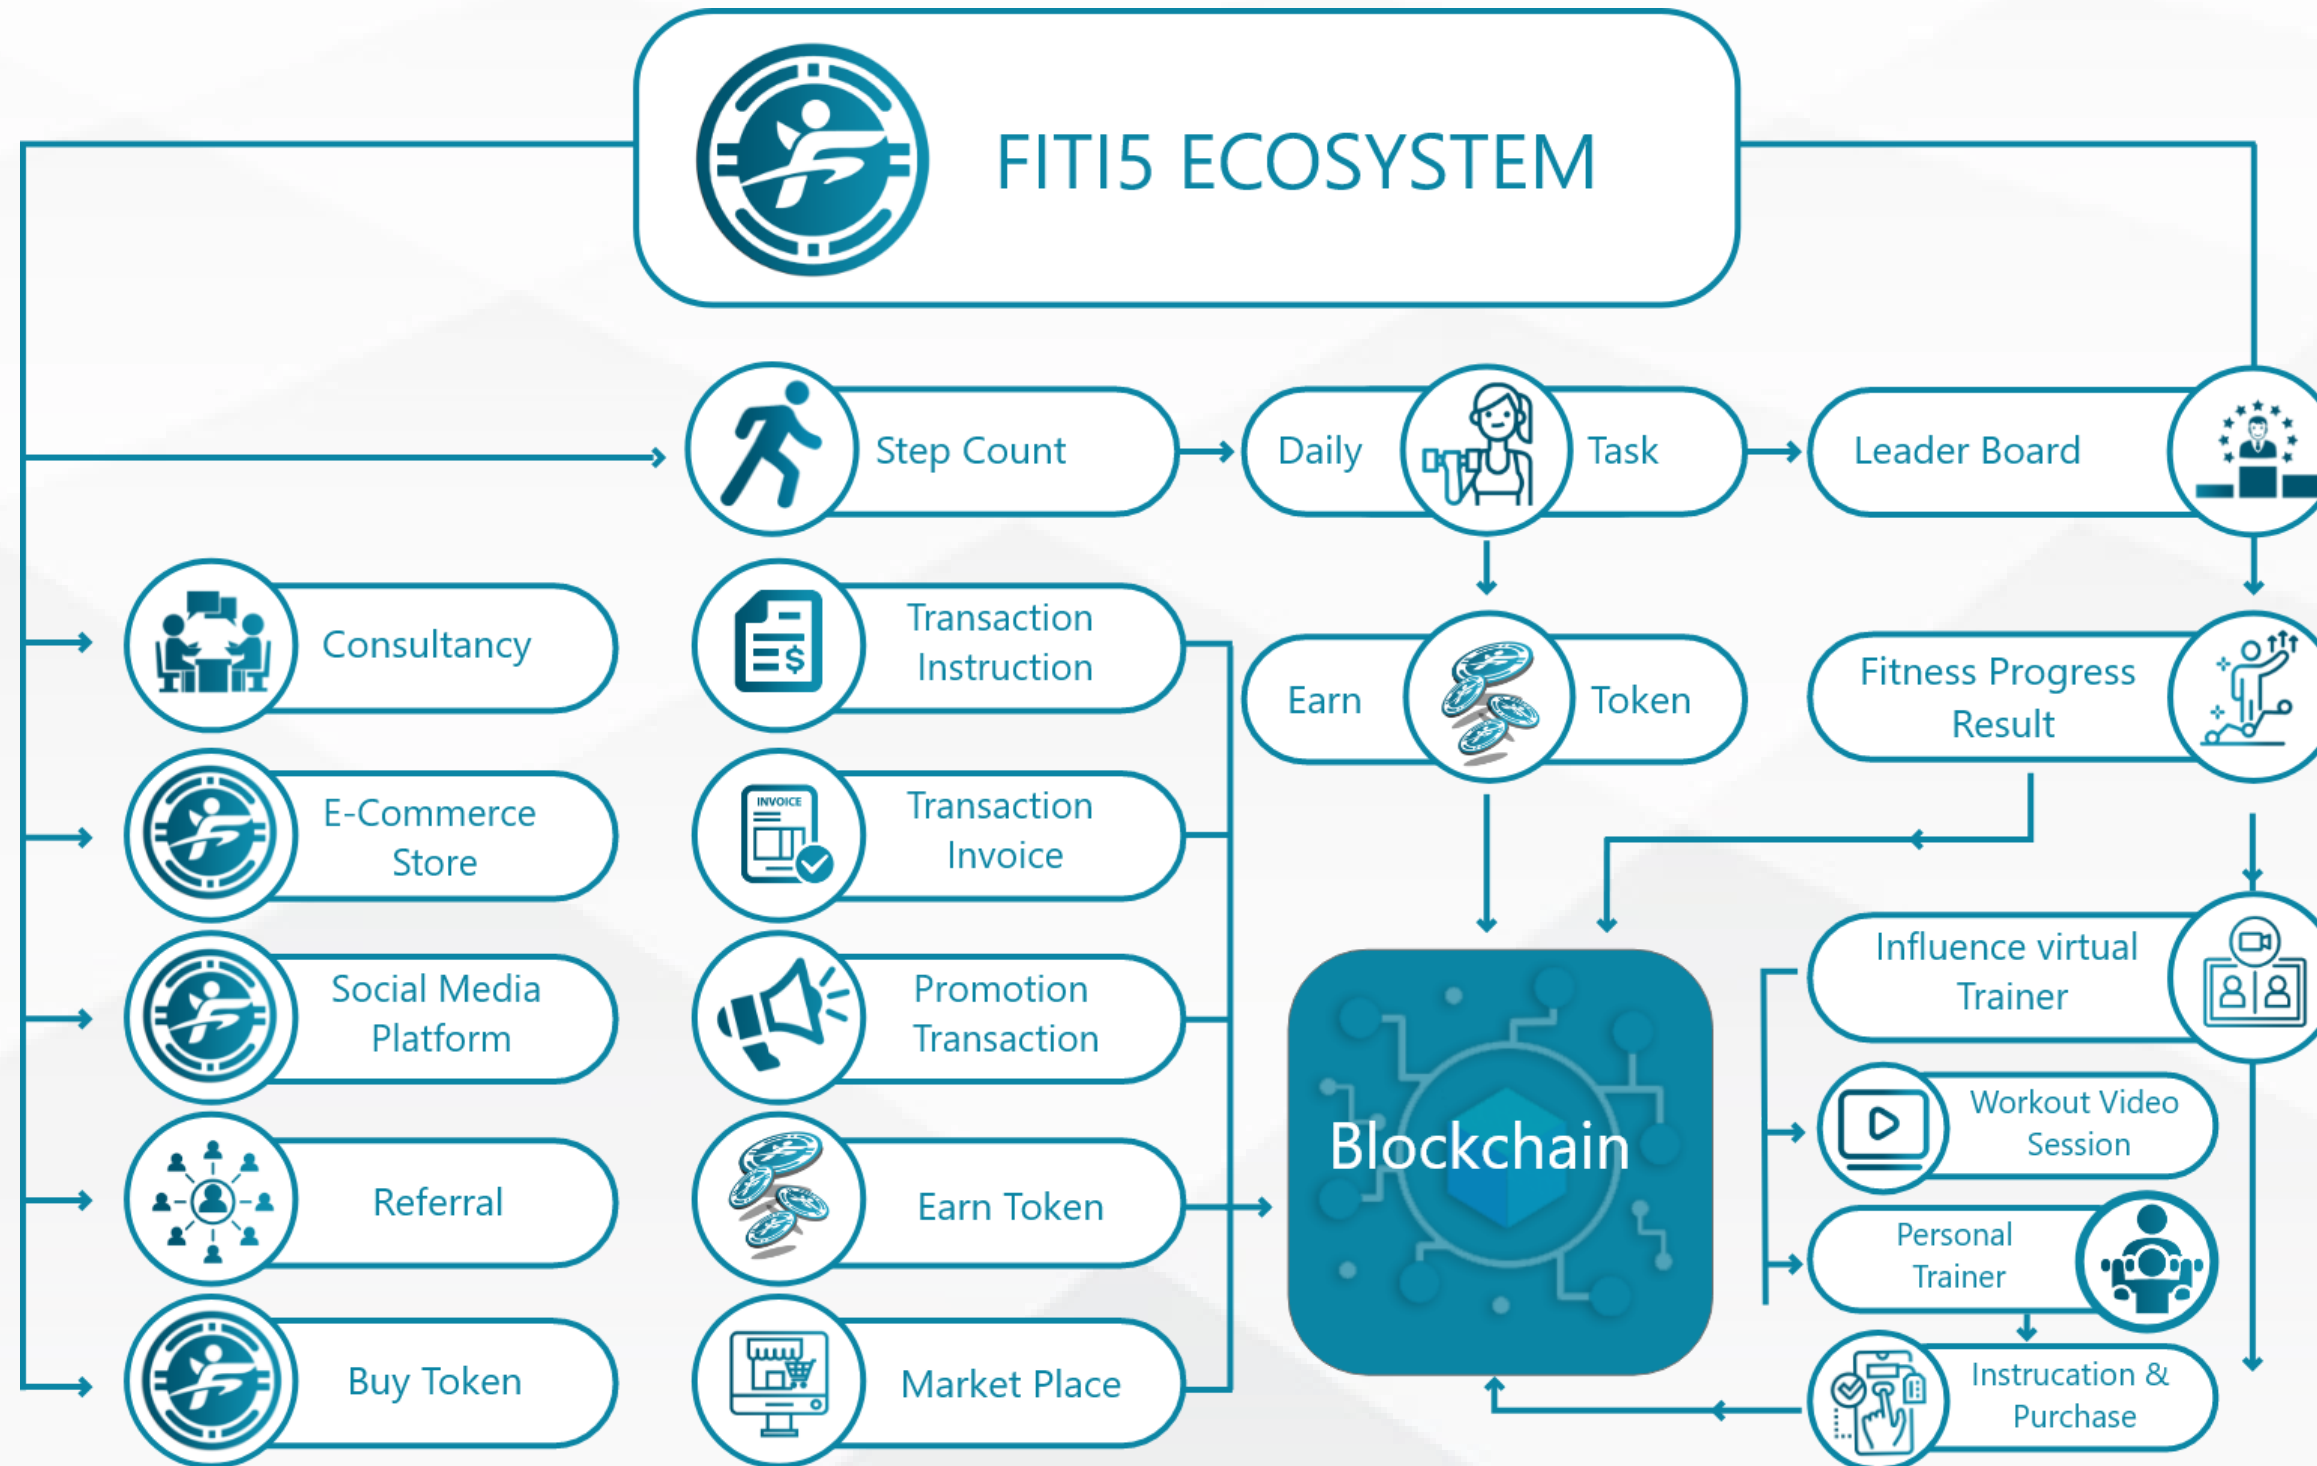 FITI5 ECOSYSTEM
Step Count
Daily Task
Leader Board
Consultancy
Transaction
Instruction
Earn Token
Fitness Progress
Result
E-Commerce
Store
INVOICE
Transaction
Invoice
Social Media
Platform
Promotion
Transaction
Influence virtual
Trainer
Blockchain
Workout Video
Session
Referral
Earn Token
Personal
Trainer
Buy Token
Market Place
Instrucation &
Purchase